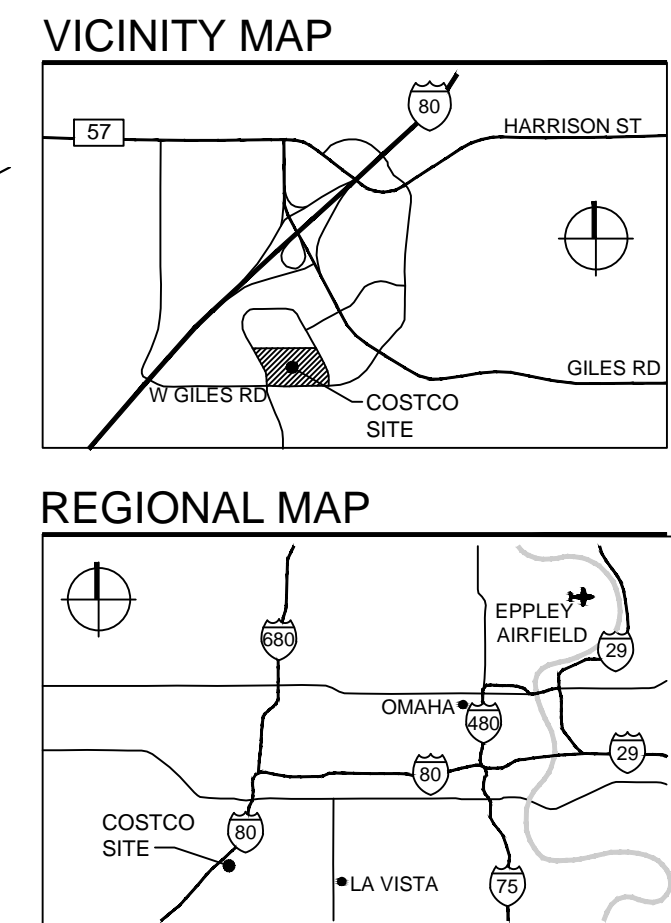 VICINITY MAP
80
57
HARRISON ST
GILES RD
W GILES RD
COSTCO
SITE
REGIONAL MAP
EPPLEY
AIRFIELD
680
29
OMAHA
480
29
80
COSTCO
SITE
80
LA VISTA
75